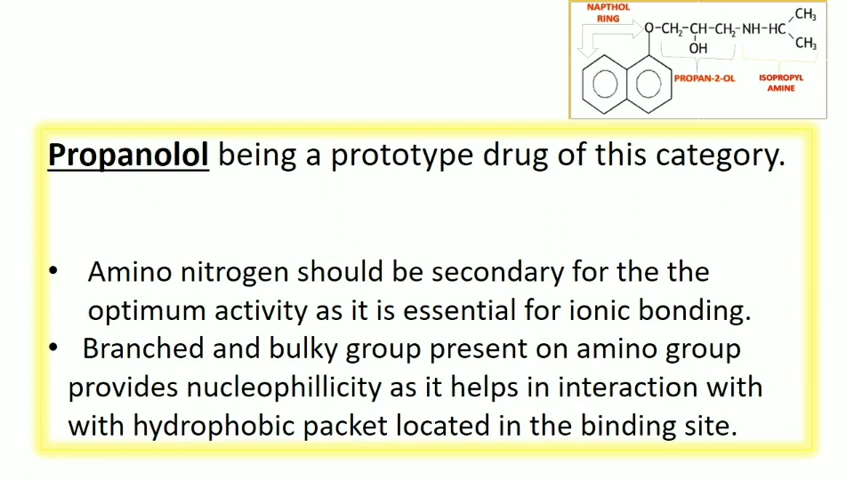 NAPTHOL
RING
O-CH₂-CH-CH₂-NH-HC
CH₃
CH₃
OH
PROPAN-2-OL
ISOPROPYL
AMINE
Propanolol being a prototype drug of this category.
• Amino nitrogen should be secondary for the the
optimum activity as it is essential for ionic bonding.
• Branched and bulky group present on amino group
provides nucleophillicity as it helps in interaction with
with hydrophobic packet located in the binding site.